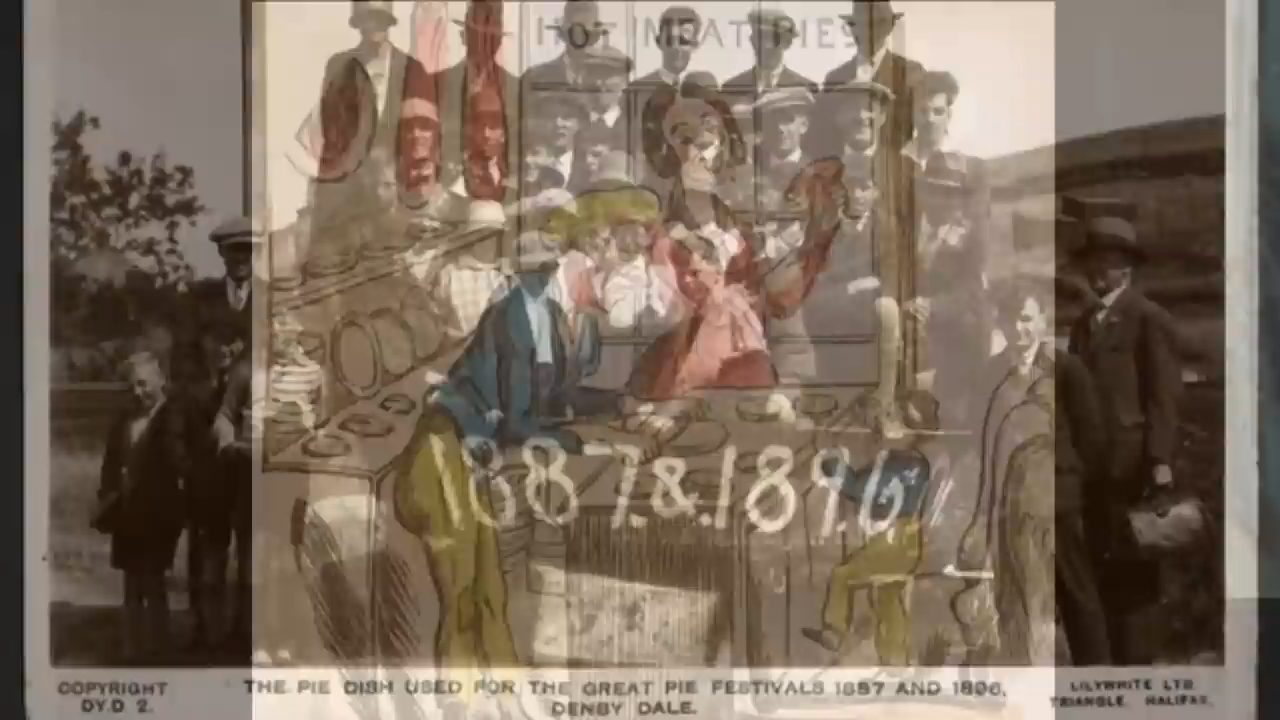 HOT MEAT PIES
1887 & 1896
COPYRIGHT
DY.D 2.
THE PIE DISH USED FOR THE GREAT PIE FESTIVALS 1887 AND 1896.
DENBY DALE.
LILYWHITE LTD
TRIANGLE. HALIFAX.